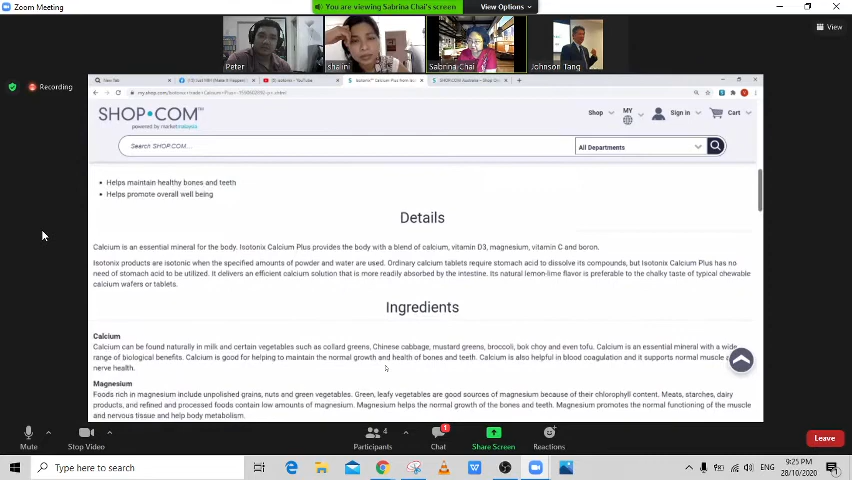 Zoom Meeting
You are viewing Sabrina Chai's screen
View Options
View
Peter
Ishalini
Sabrina Chai
Johnson Tang
Recording
New Tab
SHOP•COM
powered by marketmalaysia
Shop
MY
Sign in
Cart
Search SHOP.COM...
All Departments
• Helps maintain healthy bones and teeth
• Helps promote overall well being
Details
Calcium is an essential mineral for the body. Isotonix Calcium Plus provides the body with a blend of calcium, vitamin D3, magnesium, vitamin C and boron.
Isotonix products are isotonic when the specified amounts of powder and water are used. Ordinary calcium tablets require stomach acid to dissolve its compounds, but Isotonix Calcium Plus has no
need of stomach acid to be utilized. It delivers an efficient calcium solution that is more readily absorbed by the intestine. Its natural lemon-lime flavor is preferable to the chalky taste of typical chewable
calcium wafers or tablets.
Ingredients
Calcium
Calcium can be found naturally in milk and certain vegetables such as collard greens, Chinese cabbage, mustard greens, broccoli, bok choy and even tofu. Calcium is an essential mineral with a wide
range of biological benefits. Calcium is good for helping to maintain the normal growth and health of bones and teeth. Calcium is also helpful in blood coagulation and it supports normal muscle
nerve health.
Magnesium
Foods rich in magnesium include unpolished grains, nuts and green vegetables. Green, leafy vegetables are good sources of magnesium because of their chlorophyll content. Meats, starches, dairy
products, and refined and processed foods contain low amounts of magnesium. Magnesium helps the normal growth of the bones and teeth. Magnesium promotes the normal functioning of the muscle
and nervous tissue and help body metabolism.
Mute
Stop Video
4
Participants
1
Chat
Share Screen
Reactions
Leave
Type here to search
ENG
9:25 PM
28/10/2020